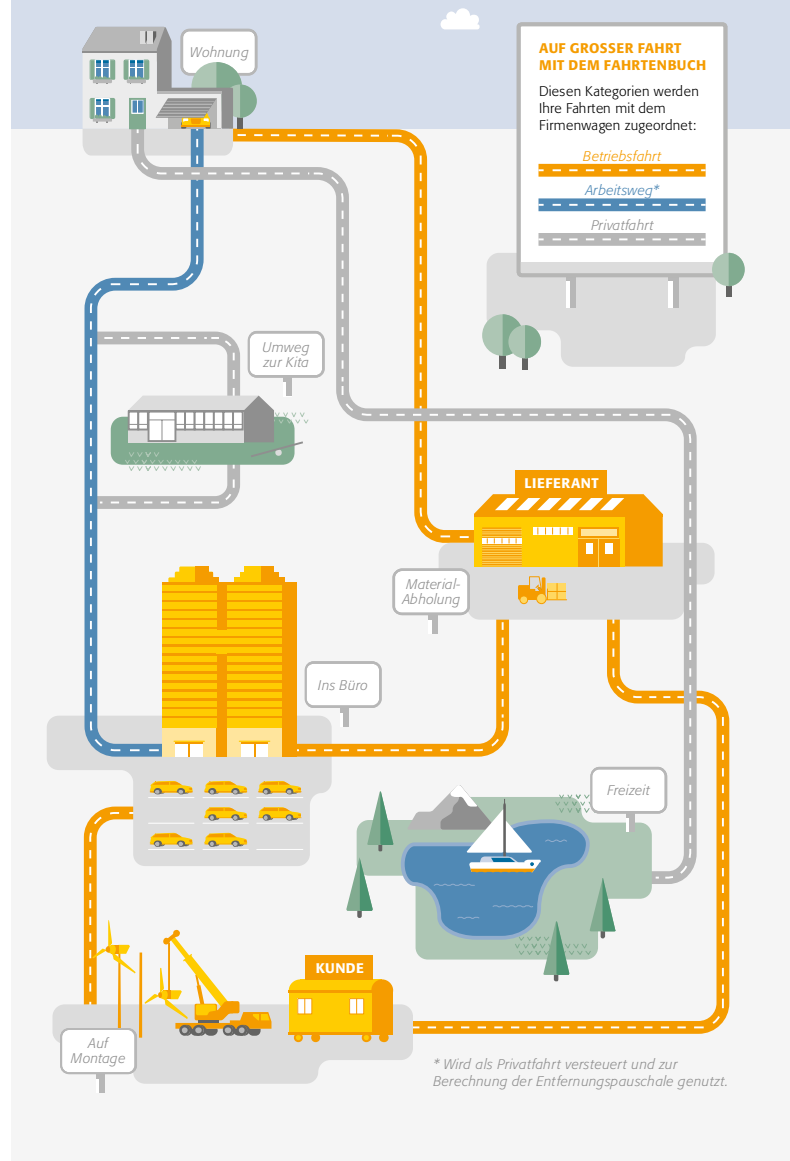 Wohnung
AUF GROSSER FAHRT
MIT DEM FAHRTENBUCH
Diesen Kategorien werden
Ihre Fahrten mit dem
Firmenwagen zugeordnet:
Betriebsfahrt
Arbeitsweg*
Privatfahrt
Umweg
zur Kita
LIEFERANT
Material-
Abholung
Ins Büro
Freizeit
KUNDE
Auf
Montage
* Wird als Privatfahrt versteuert und zur
Berechnung der Entfernungspauschale genutzt.